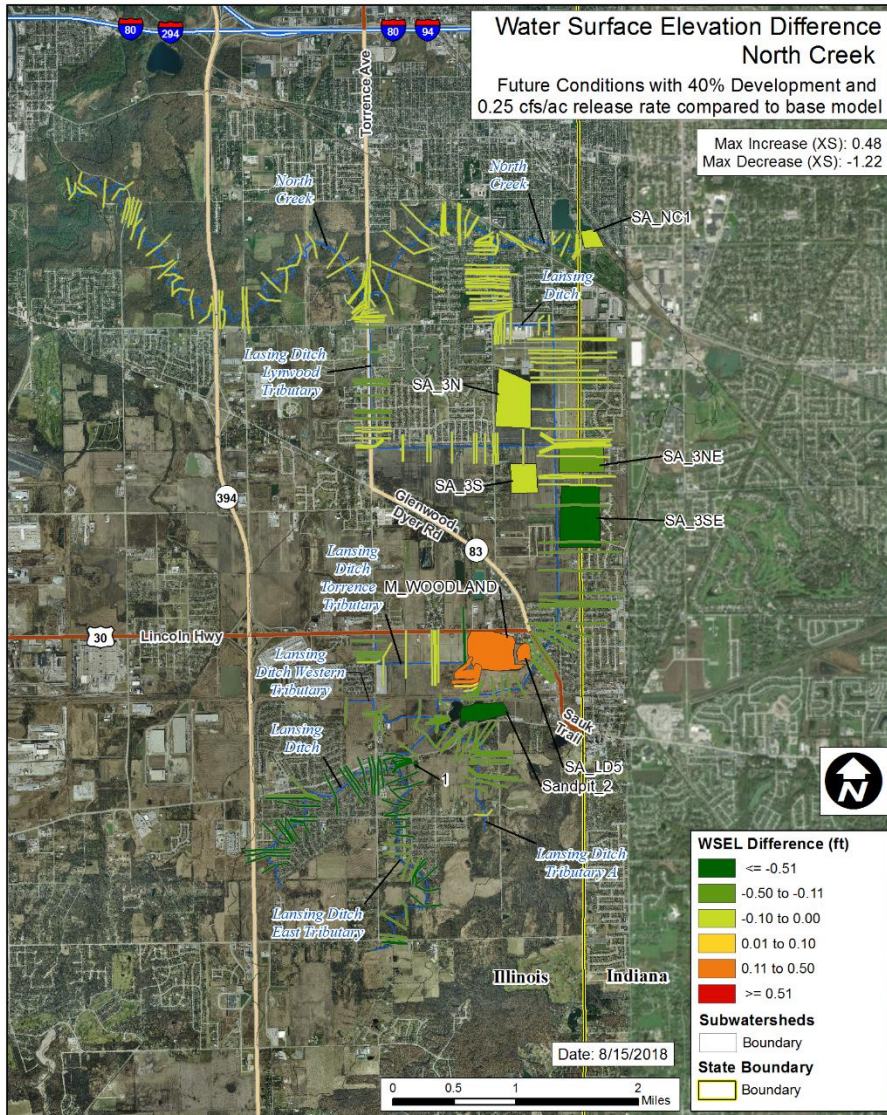 Water Surface Elevation Difference
North Creek
Future Conditions with 40% Development and
0.25 cfs/ac release rate compared to base model
Max Increase (XS): 0.48
Max Decrease (XS): -1.22
80
294
80
94
Torrence Ave
North
Creek
North
Creek
SA_NC1
Lansing
Ditch
Lasing Ditch
Lynwood
Tributary
SA_3N
SA_3NE
SA_3S
SA_3SE
394
Glenwood-
Dyer Rd
83
Lansing
Ditch
Torrence
Tributary
M_WOODLAND
30
Lincoln Hwy
Lansing
Ditch Western
Tributary
Lansing
Ditch
Sauk
Trail
SA_LD5
Sandpit_2
1
Lansing Ditch
Tributary A
Lansing Ditch
East Tributary
Illinois
Indiana
N
WSEL Difference (ft)
<= -0.51
-0.50 to -0.11
-0.10 to 0.00
0.01 to 0.10
0.11 to 0.50
>= 0.51
Subwatersheds
Boundary
State Boundary
Boundary
Date: 8/15/2018
0 0.5 1 2
Miles